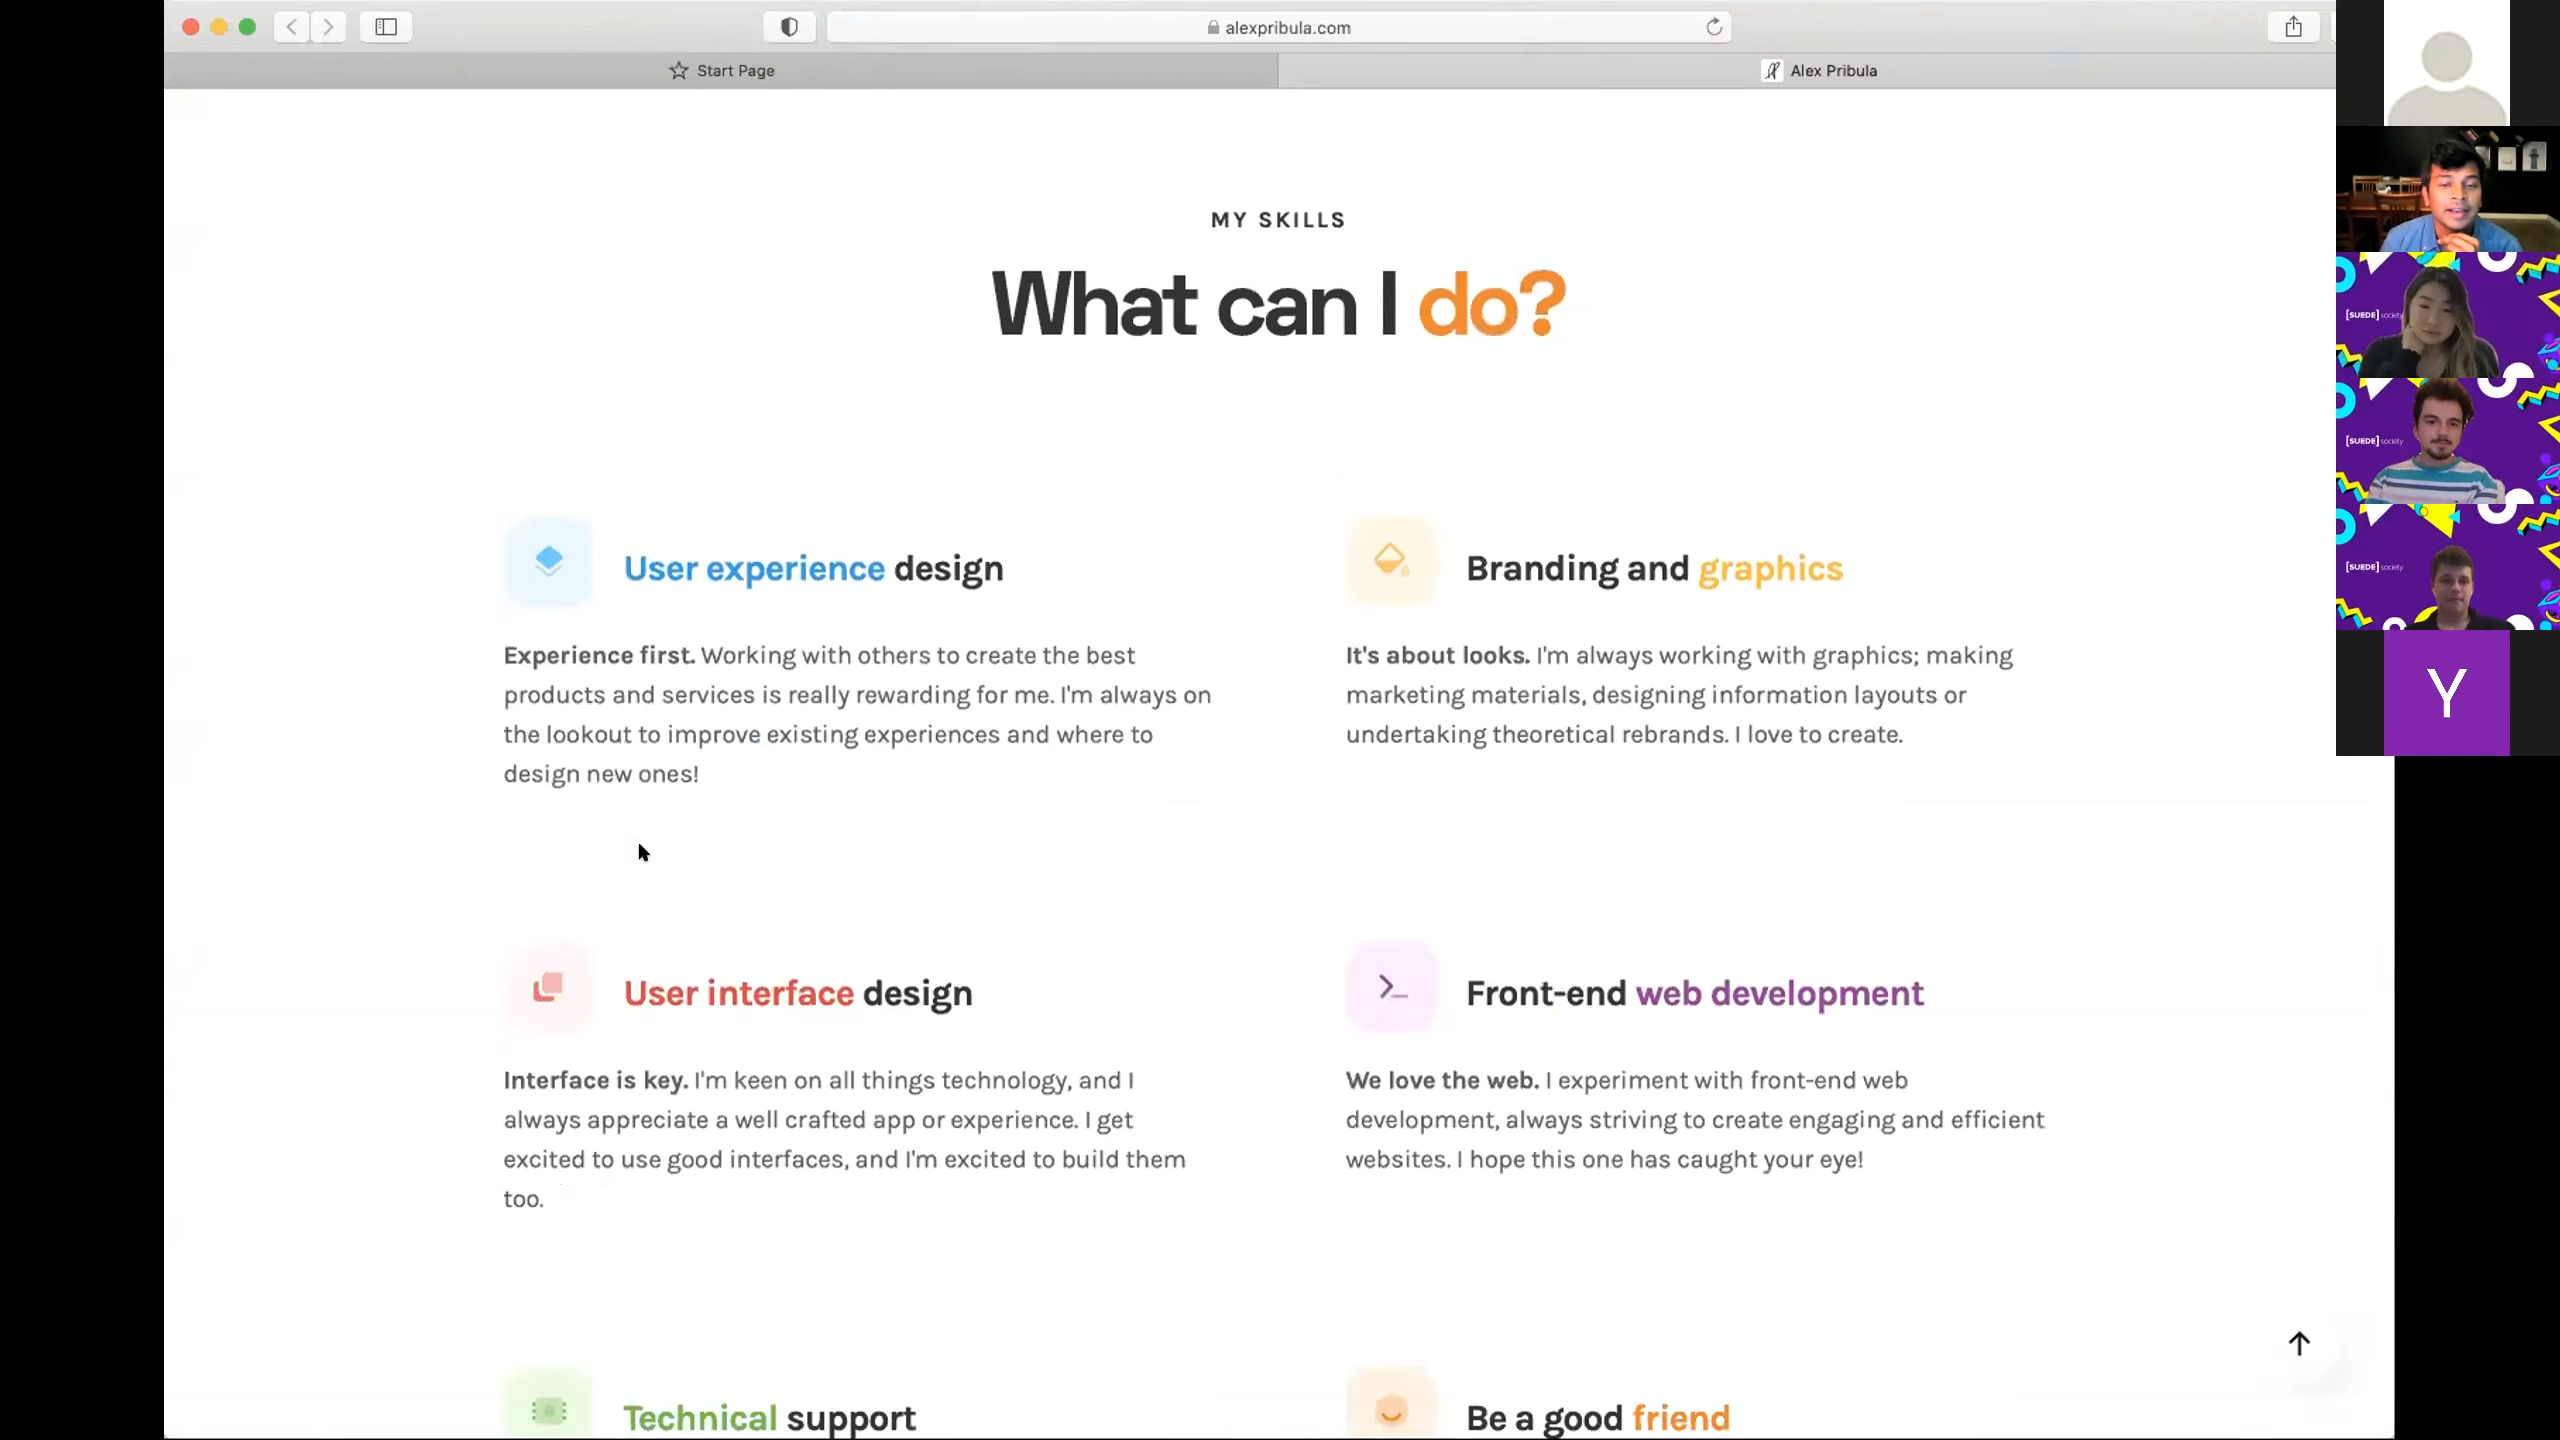 alexpribula.com
Start Page
Alex Pribula
MY SKILLS
What can I do?
User experience design
Experience first. Working with others to create the best
products and services is really rewarding for me. I'm always on
the lookout to improve existing experiences and where to
design new ones!
Branding and graphics
It's about looks. I'm always working with graphics; making
marketing materials, designing information layouts or
undertaking theoretical rebrands. I love to create.
User interface design
Interface is key. I'm keen on all things technology, and I
always appreciate a well crafted app or experience. I get
excited to use good interfaces, and I'm excited to build them
too.
Front-end web development
We love the web. I experiment with front-end web
development, always striving to create engaging and efficient
websites. I hope this one has caught your eye!
Technical support
Be a good friend
[SUEDE] society
[SUEDE] society
[SUEDE] society
Y